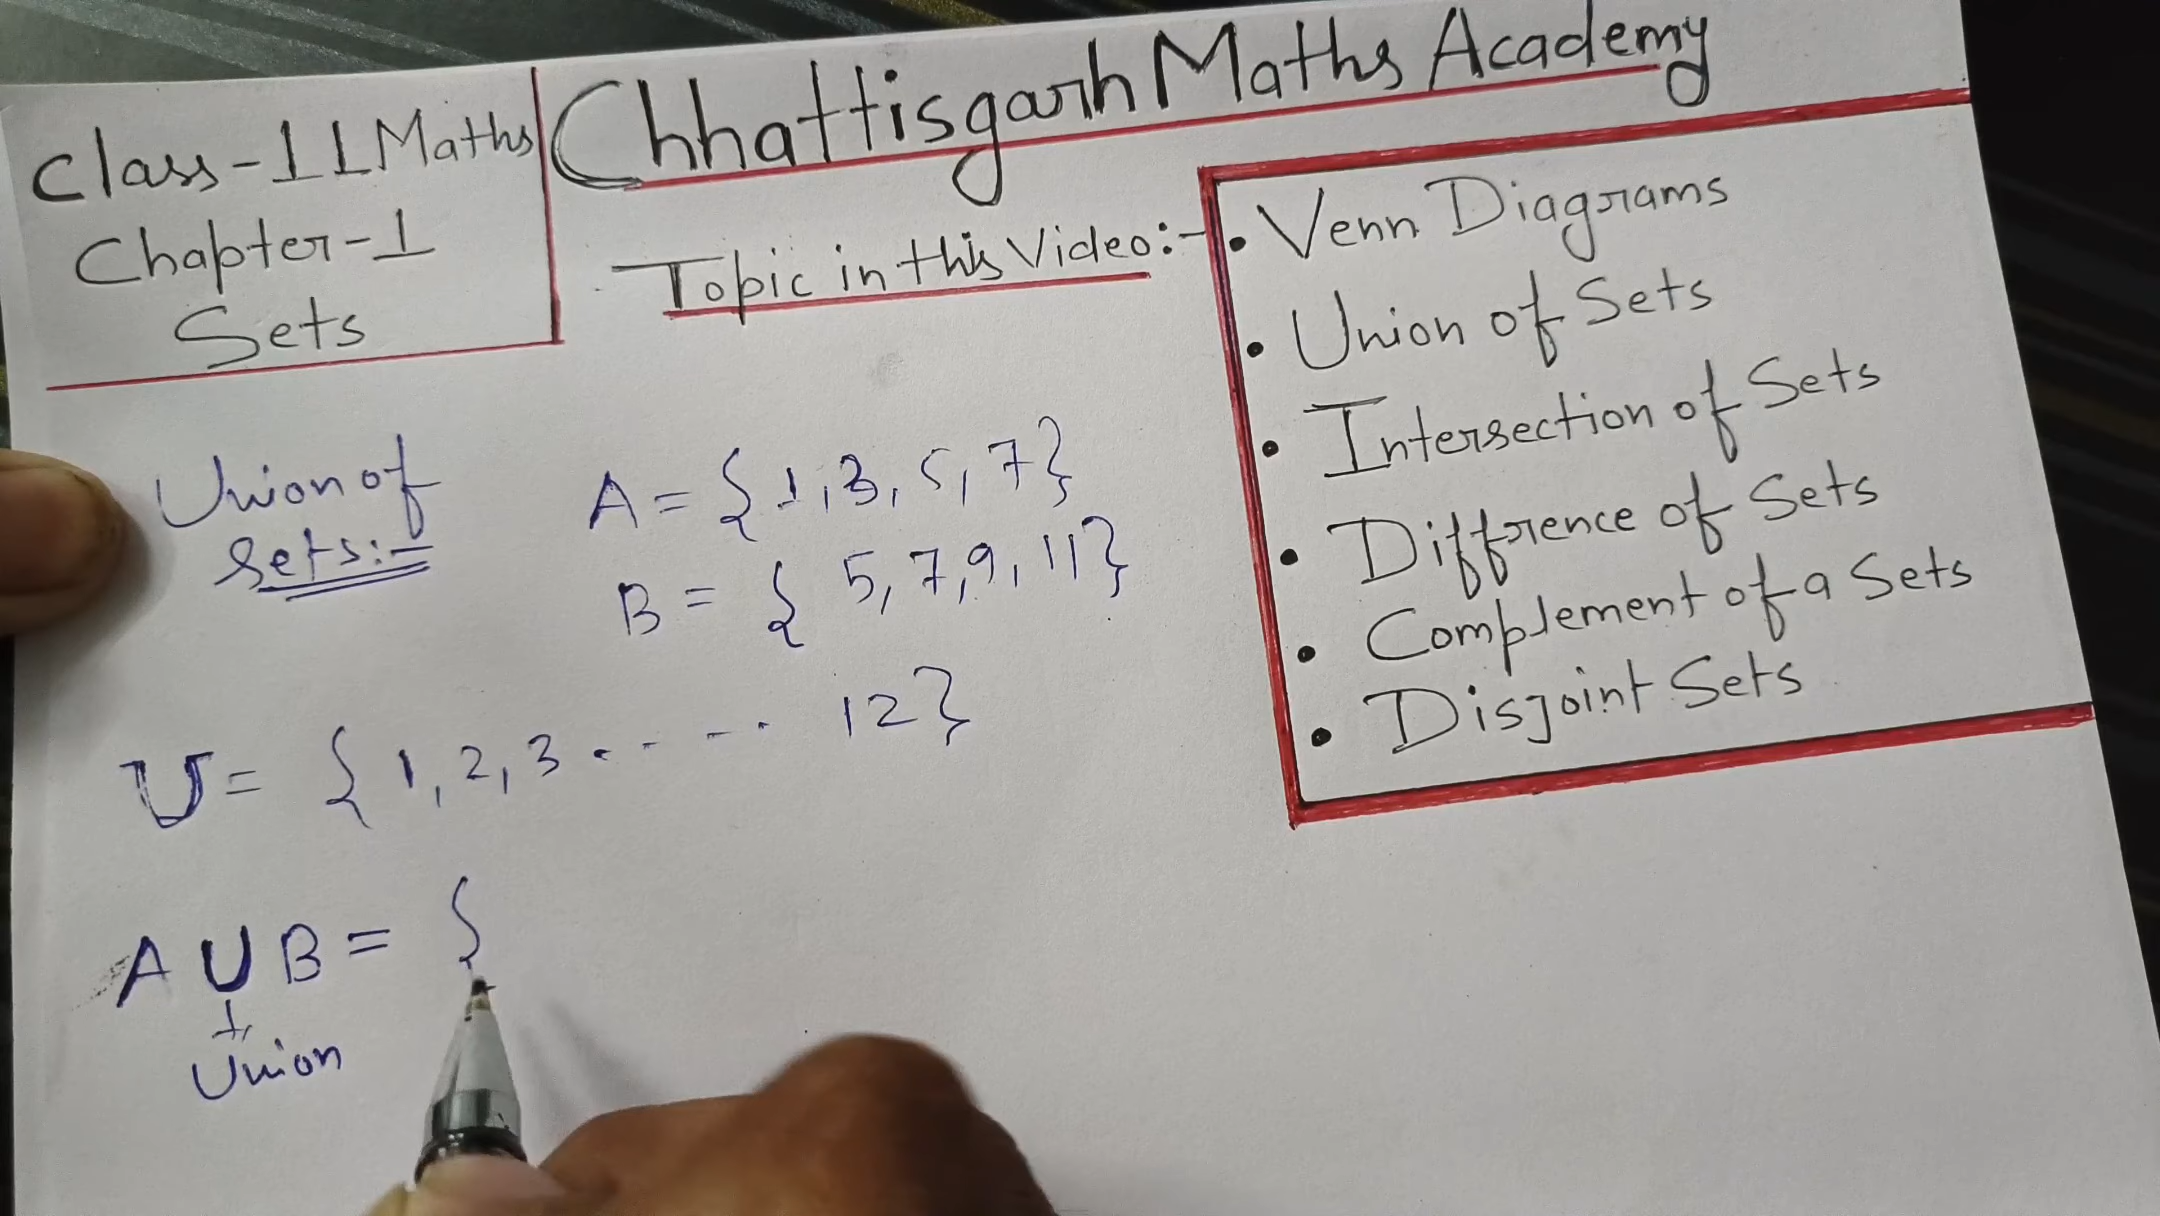 Class-11 Maths
Chapter-1
Sets
Chhattisgarh Maths Academy
Topic in this Video:-
• Venn Diagrams
• Union of Sets
• Intersection of Sets
• Diffrence of Sets
• Complement of a Sets
• Disjoint Sets
Union of
Sets:-
A = { 1, 3, 5, 7}
B = { 5, 7, 9, 11}
U = { 1, 2, 3 ....... 12}
A U B = {
Union